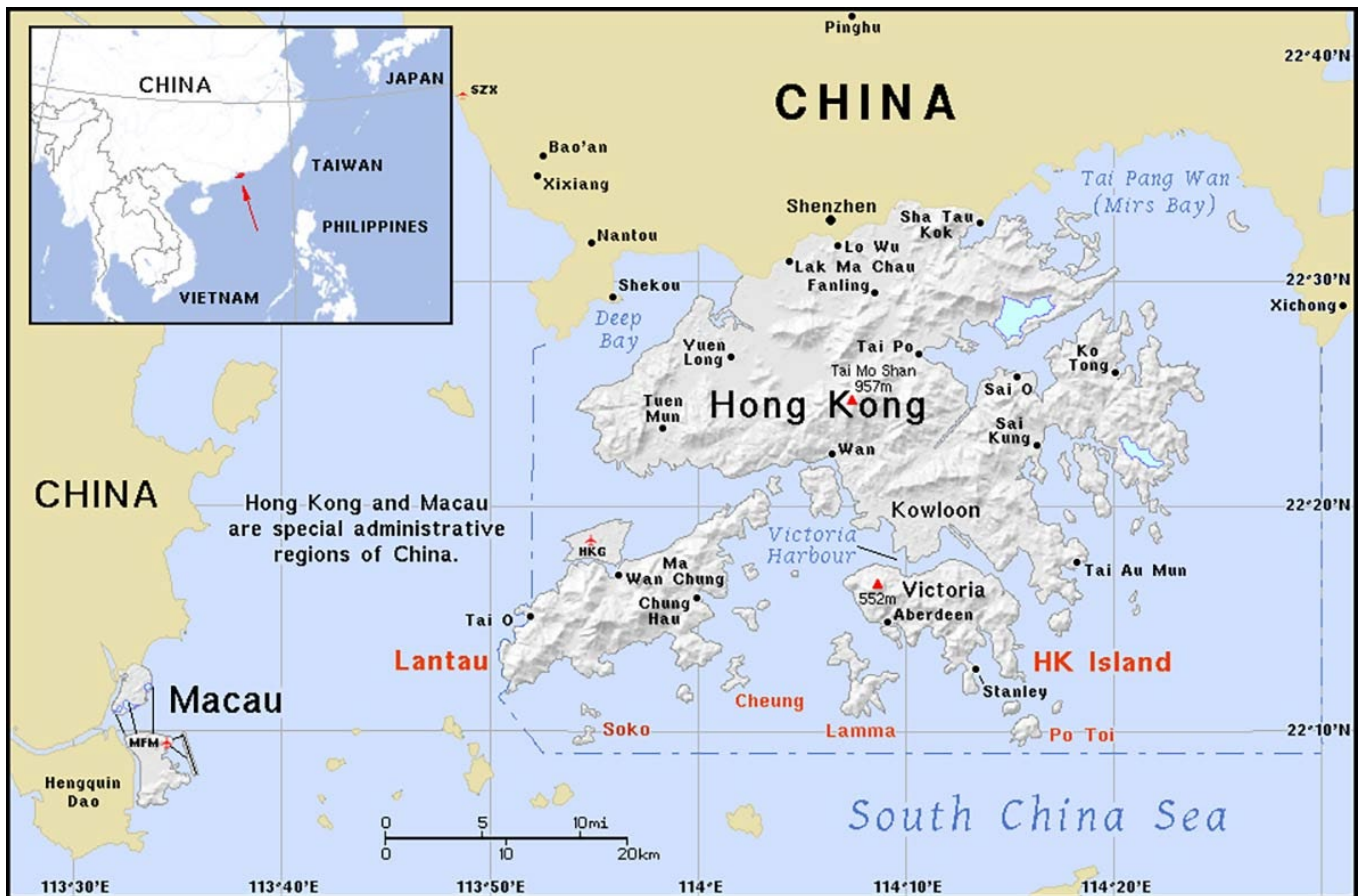 Pinghu
22°40'N
CHINA
JAPAN
SZX
CHINA
Bao'an
TAIWAN
Xixiang
Tai Pang Wan
(Mirs Bay)
PHILIPPINES
Shenzhen
Sha Tau
Kok
Nantou
Lo Wu
Lak Ma Chau
Fanling
22°30'N
VIETNAM
Shekou
Xichong
Deep
Bay
Yuen
Long
Tai Po
Ko
Tong
Tai Mo Shan
957m
Sai O
Hong Kong
Tuen
Mun
Sai
Kung
Wan
CHINA
Hong Kong and Macau
are special administrative
regions of China.
Kowloon
22°20'N
Victoria
Harbour
HKG
Ma
Wan Chung
Tai Au Mun
Victoria
552m
Chung
Hau
Aberdeen
Tai O
Lantau
HK Island
Stanley
Macau
Cheung
Soko
Lamma
Po Toi
22°10'N
MFM
Hengquin
Dao
South China Sea
0 5 10mi
0 10 20km
113°30'E 113°40'E 113°50'E 114°E 114°10'E 114°20'E